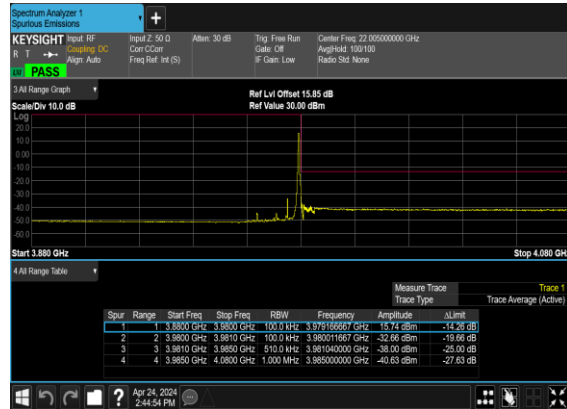 Spectrum Analyzer 1
Spurious Emissions
KEYSIGHT Input: RF Input Z: 50 Ω Atten: 30 dB Trig: Free Run Center Freq: 22.005000000 GHz
R T Coupling: DC Corr CCorr Gate: Off Avg|Hold: 100/100
Align: Auto Freq Ref: Int (S) IF Gain: Low Radio Std: None
PASS
3 All Range Graph
Ref Lvl Offset 15.85 dB
Scale/Div 10.0 dB Ref Value 30.00 dBm
Log
20.0
10.0
0.00
-10.0
-20.0
-30.0
-40.0
-50.0
-60.0
Start 3.880 GHz Stop 4.080 GH
4 All Range Table
Measure Trace Trace 1
Trace Type Trace Average (Active)
Spur Range Start Freq Stop Freq RBW Frequency Amplitude ΔLimit
1 1 3.8800 GHz 3.9800 GHz 100.0 kHz 3.979166667 GHz 15.74 dBm -14.26 dB
2 2 3.9800 GHz 3.9810 GHz 100.0 kHz 3.980011667 GHz -32.66 dBm -19.66 dB
3 3 3.9810 GHz 3.9850 GHz 510.0 kHz 3.981040000 GHz -38.00 dBm -25.00 dB
4 4 3.9850 GHz 4.0800 GHz 1.000 MHz 3.985000000 GHz -40.63 dBm -27.63 dB
Apr 24, 2024
2:44:54 PM